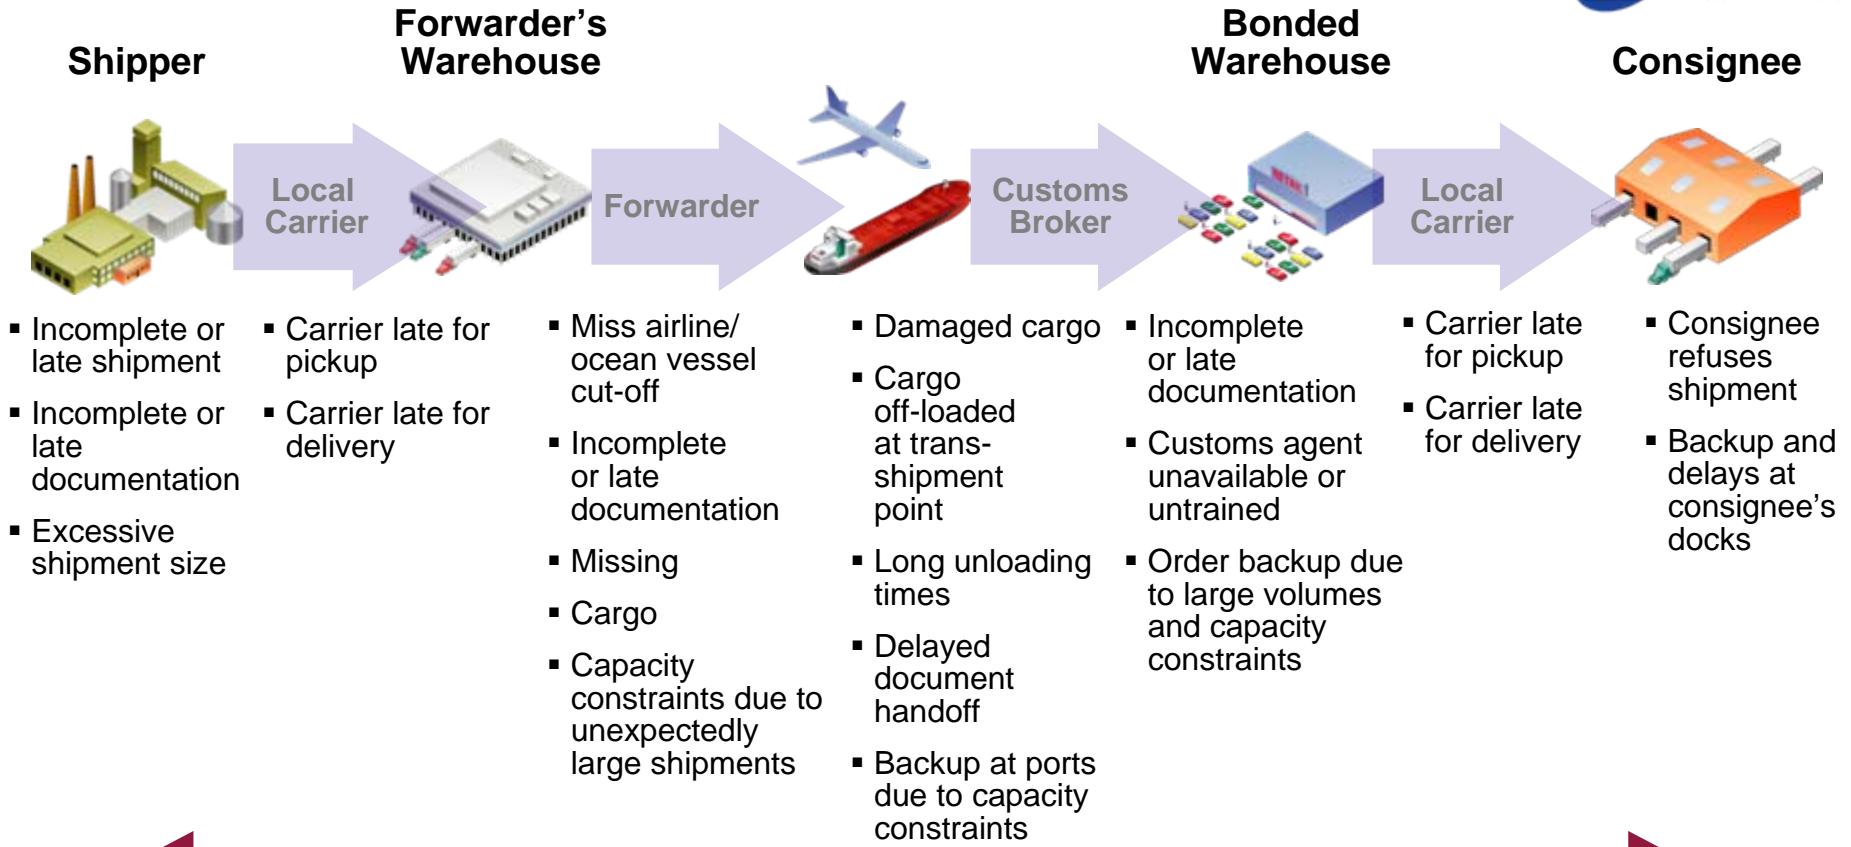 Shipper
Forwarder’s
Warehouse
Bonded
Warehouse
Consignee
Local
Carrier
Forwarder
Customs
Broker
RETAIL
Local
Carrier
▪ Incomplete or
late shipment
▪ Incomplete or
late
documentation
▪ Excessive
shipment size
▪ Carrier late for
pickup
▪ Carrier late for
delivery
▪ Miss airline/
ocean vessel
cut-off
▪ Incomplete
or late
documentation
▪ Missing
▪ Cargo
▪ Capacity
constraints due to
unexpectedly
large shipments
▪ Damaged cargo
▪ Cargo
off-loaded
at trans-
shipment
point
▪ Long unloading
times
▪ Delayed
document
handoff
▪ Backup at ports
due to capacity
constraints
▪ Incomplete
or late
documentation
▪ Customs agent
unavailable or
untrained
▪ Order backup due
to large volumes
and capacity
constraints
▪ Carrier late
for pickup
▪ Carrier late
for delivery
▪ Consignee
refuses
shipment
▪ Backup and
delays at
consignee’s
docks